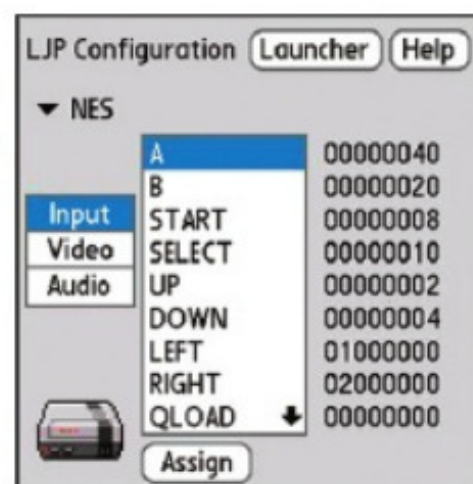 LJP Configuration Launcher Help
NES
A 00000040
B 00000020
Input START 00000008
Video SELECT 00000010
Audio UP 00000002
DOWN 00000004
LEFT 01000000
RIGHT 02000000
QLOAD 00000000
Assign